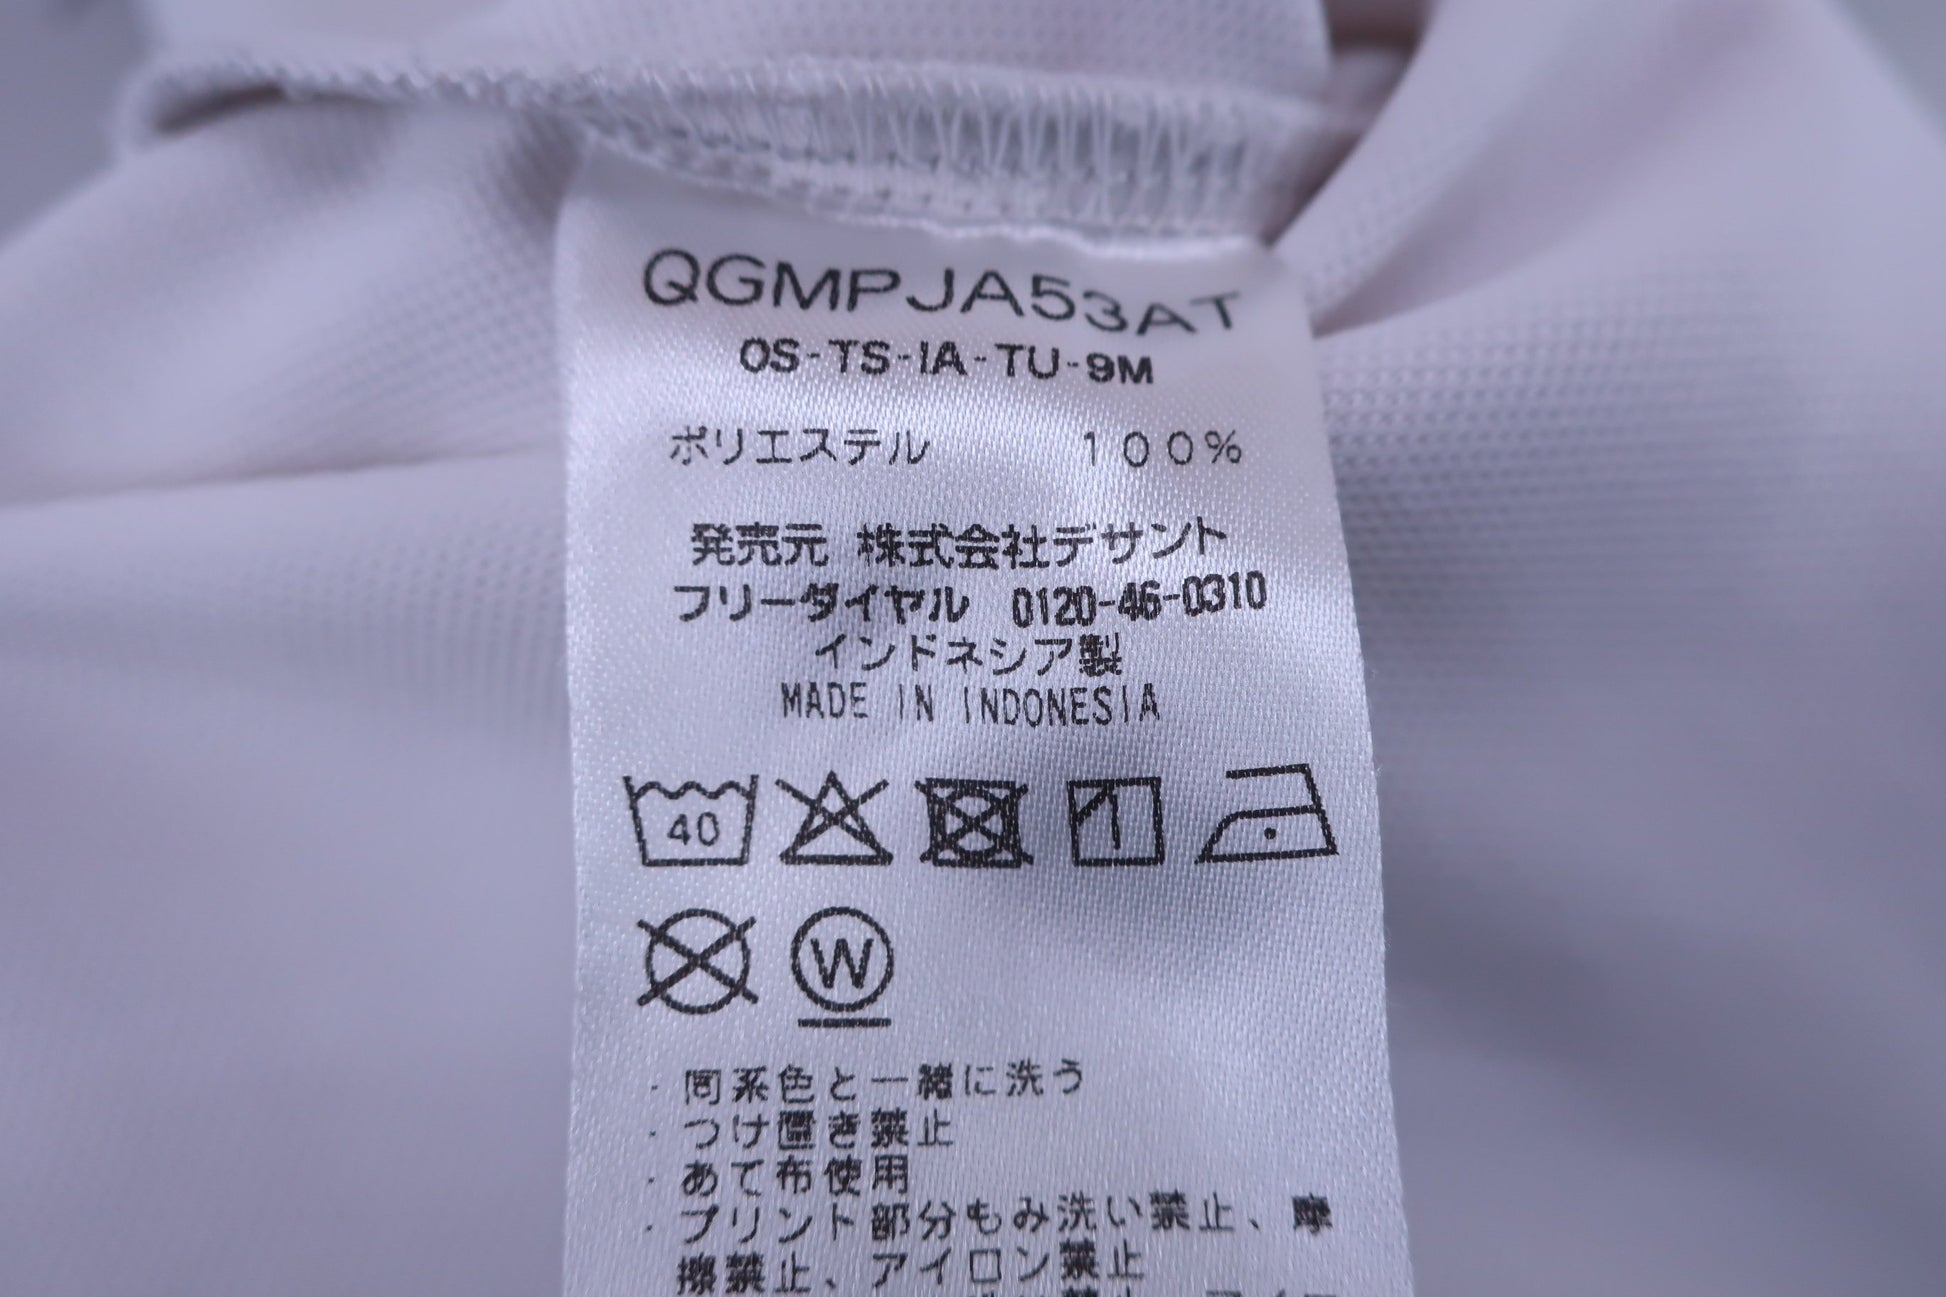 QGMPJA53AT
OS-TS-IA-TU-9M
ポリエステル 100%
発売元 株式会社デサント
フリーダイヤル 0120-46-0310
インドネシア製
MADE IN INDONESIA
40
W
・同系色と一緒に洗う
・つけ置き禁止
・あて布使用
・プリント部分もみ洗い禁止、摩
擦禁止、アイロン禁止